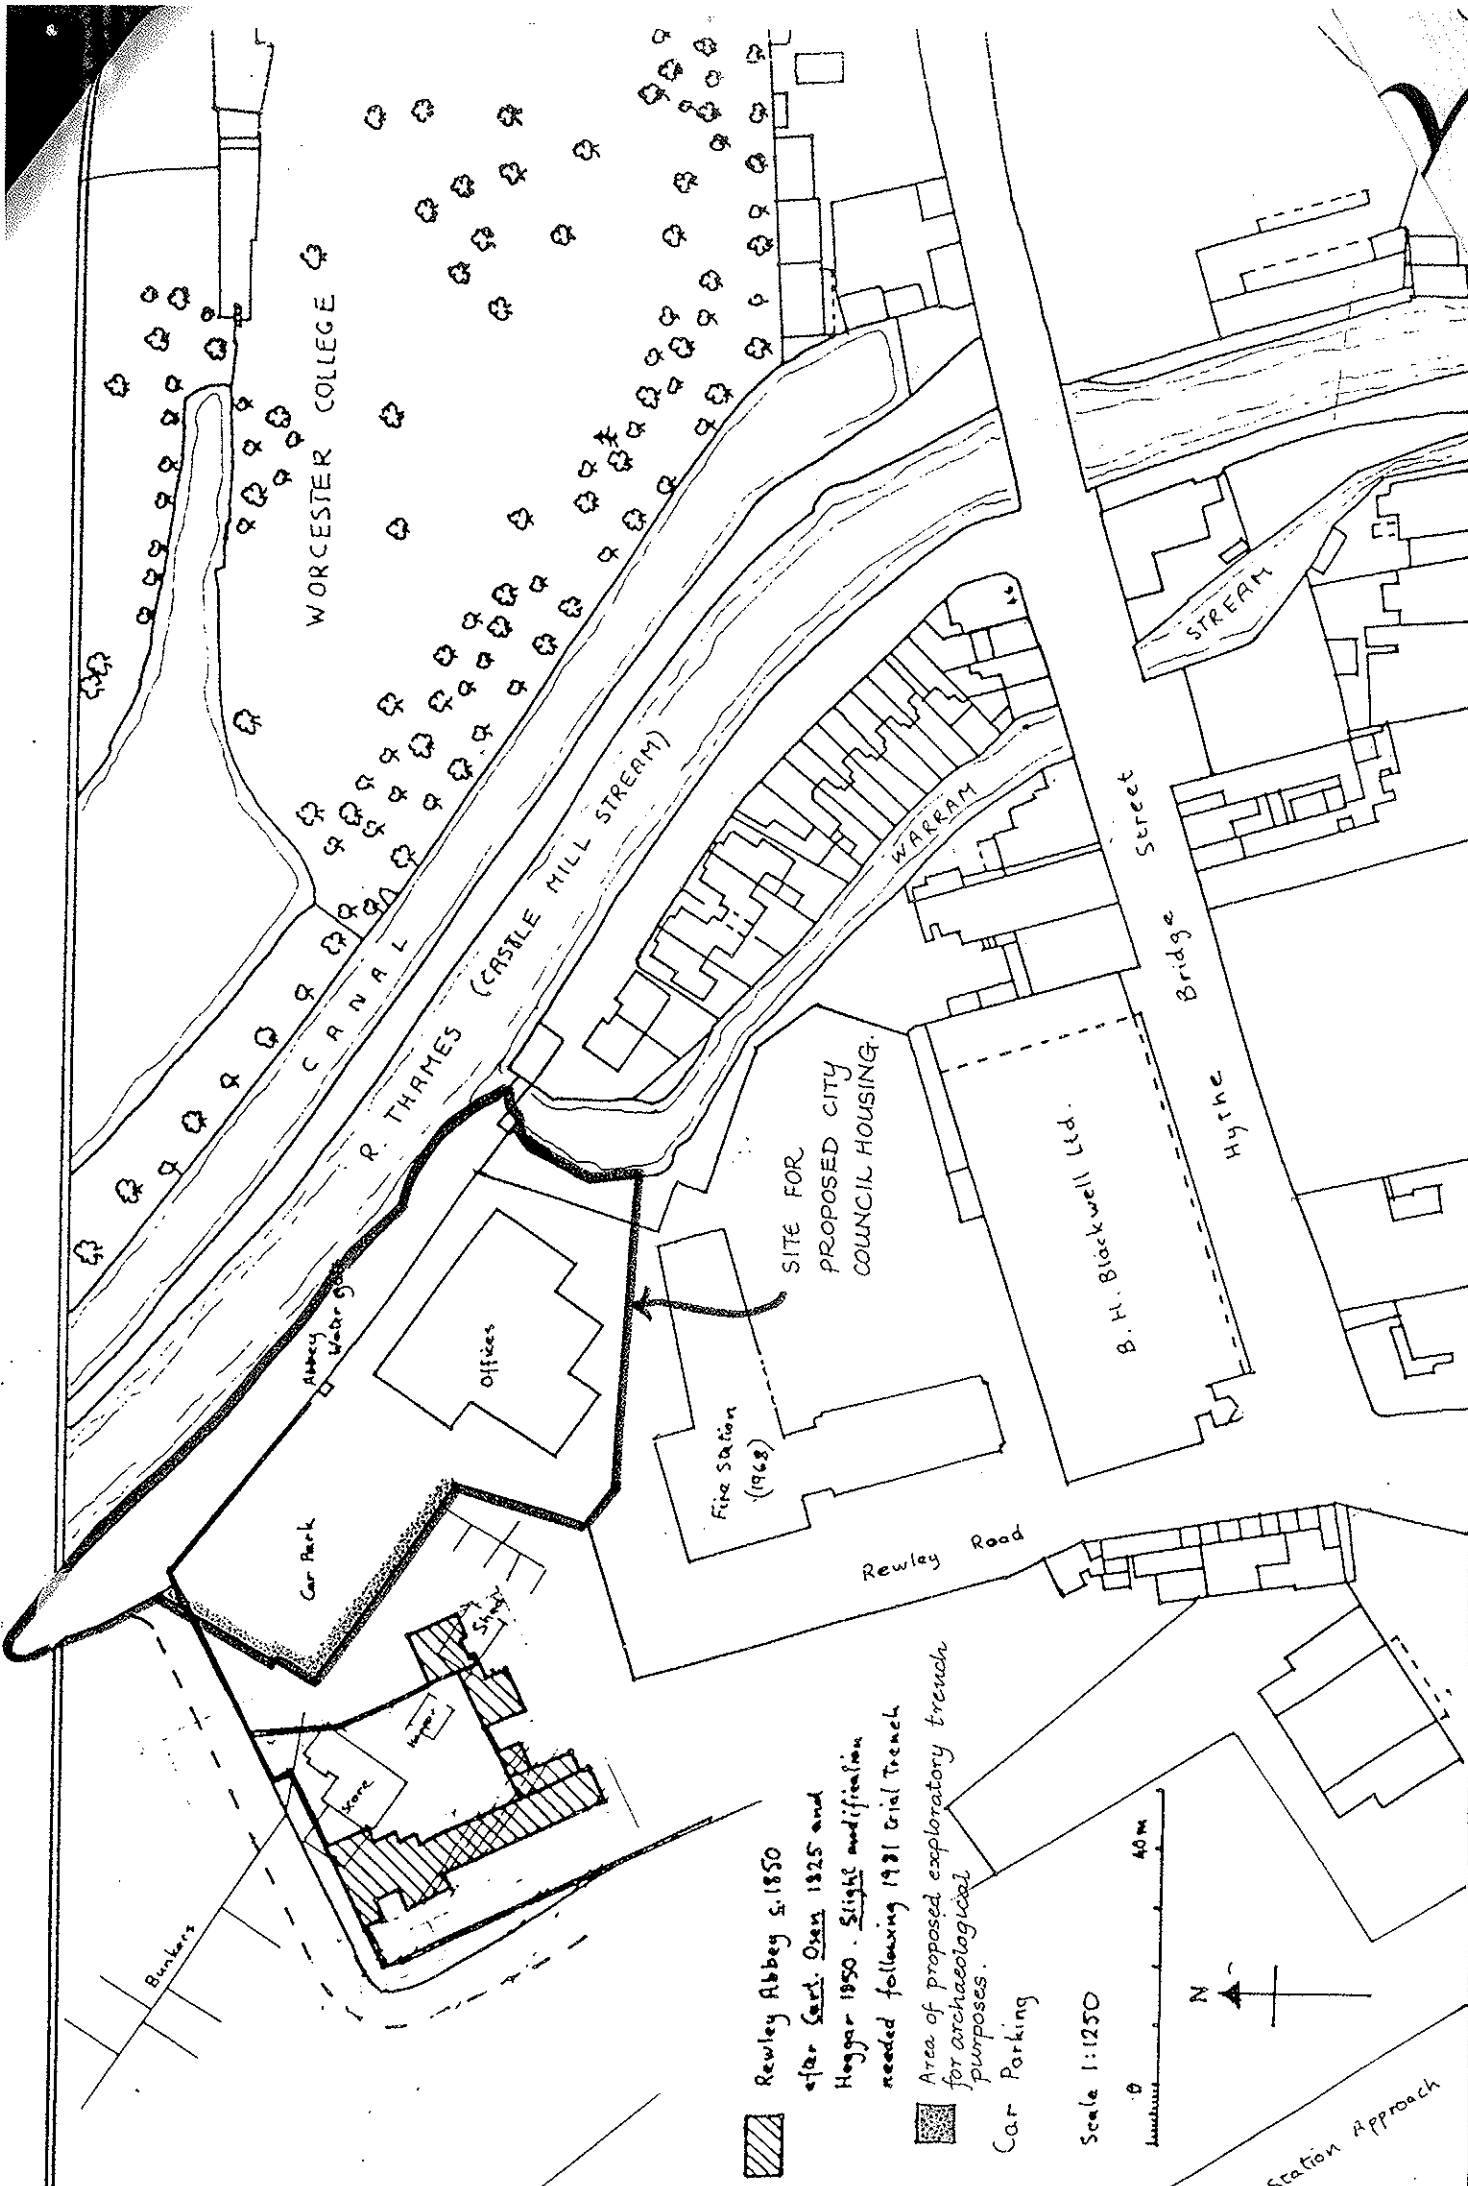 WORCESTER COLLEGE
CANAL
R. THAMES (CASTLE MILL STREAM)
WARRAM
STREAM
Abbey
Water gate
Offices
Car Park
SITE FOR
PROPOSED CITY
COUNCIL HOUSING.
Fire Station
(1968)
B. H. Blackwell Ltd.
Hythe Bridge Street
Rewley Road
Shed
Store
Bunkers
Rewley Abbey c.1850
after Cart. Osen 1825 and
Hoggar 1850. Slight modification
needed following 1981 trial trench
Area of proposed exploratory trench
for archaeological
purposes.
Car Parking
Scale 1:1250
0 40m
N
Station Approach